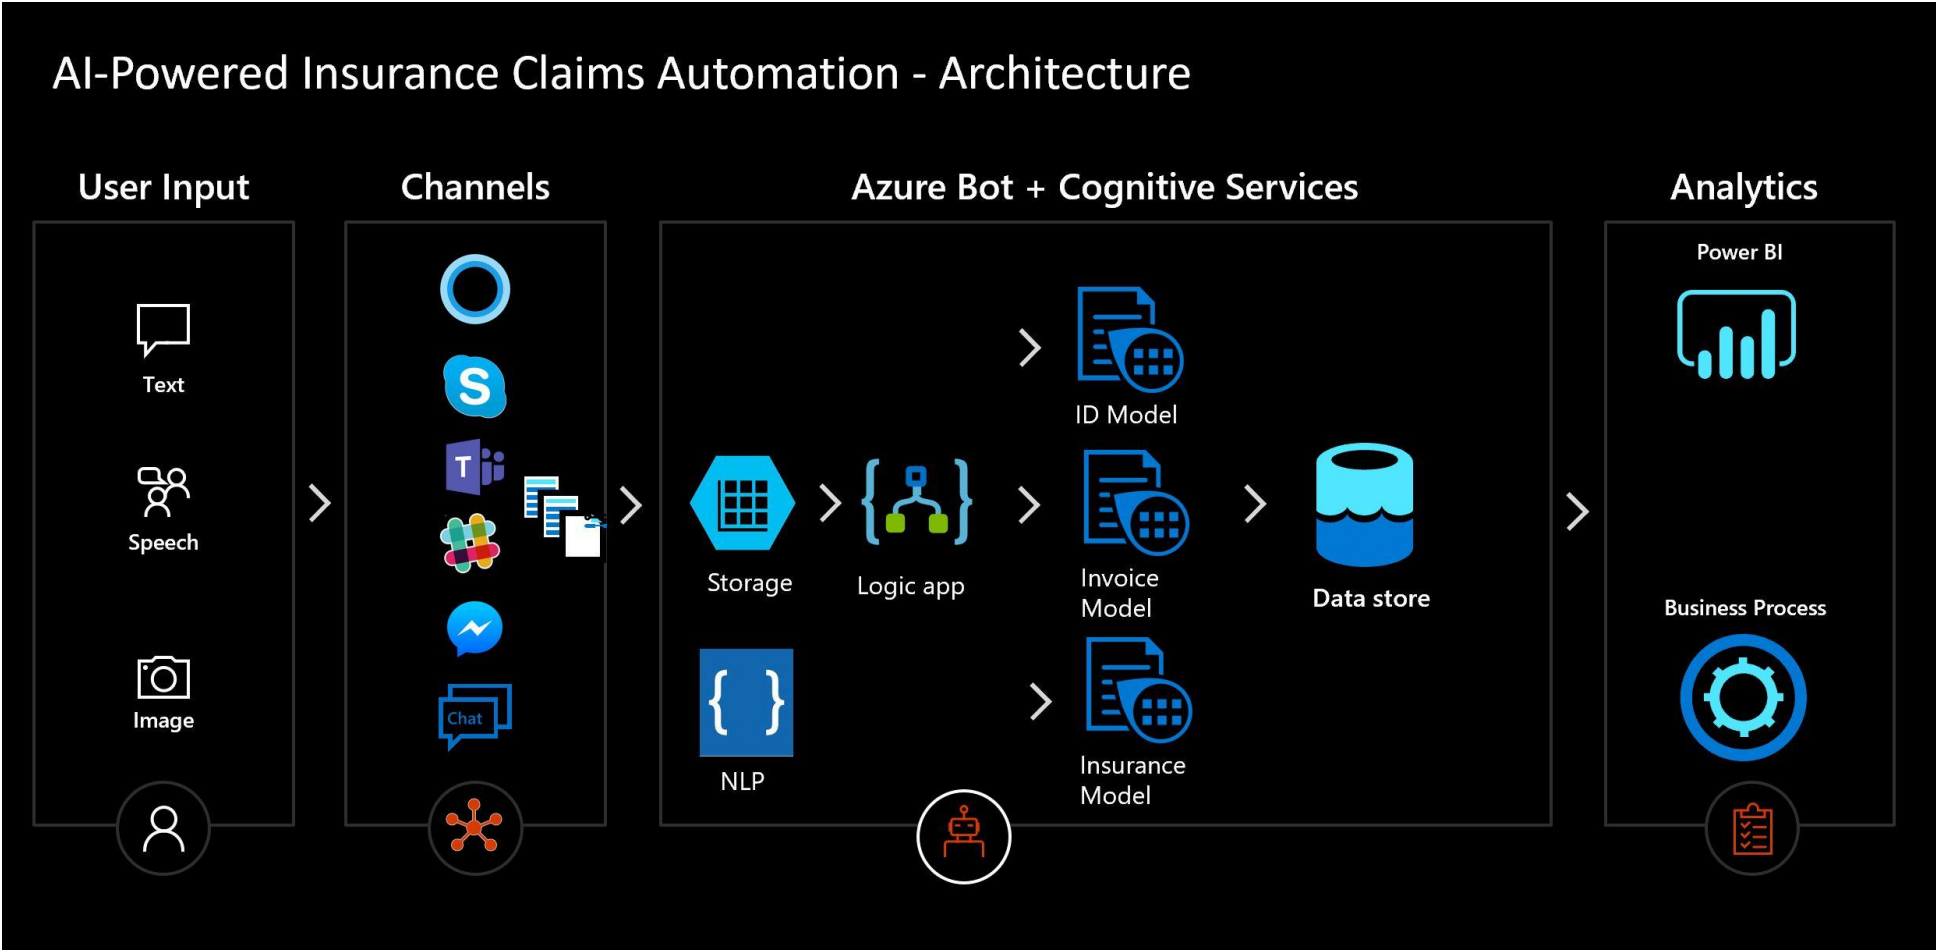 AI-Powered Insurance Claims Automation - Architecture
User Input
Text
Speech
Image
Channels
S
T
Chat
Azure Bot + Cognitive Services
Storage
Logic app
NLP
ID Model
Invoice
Model
Insurance
Model
Data store
Analytics
Power BI
Business Process